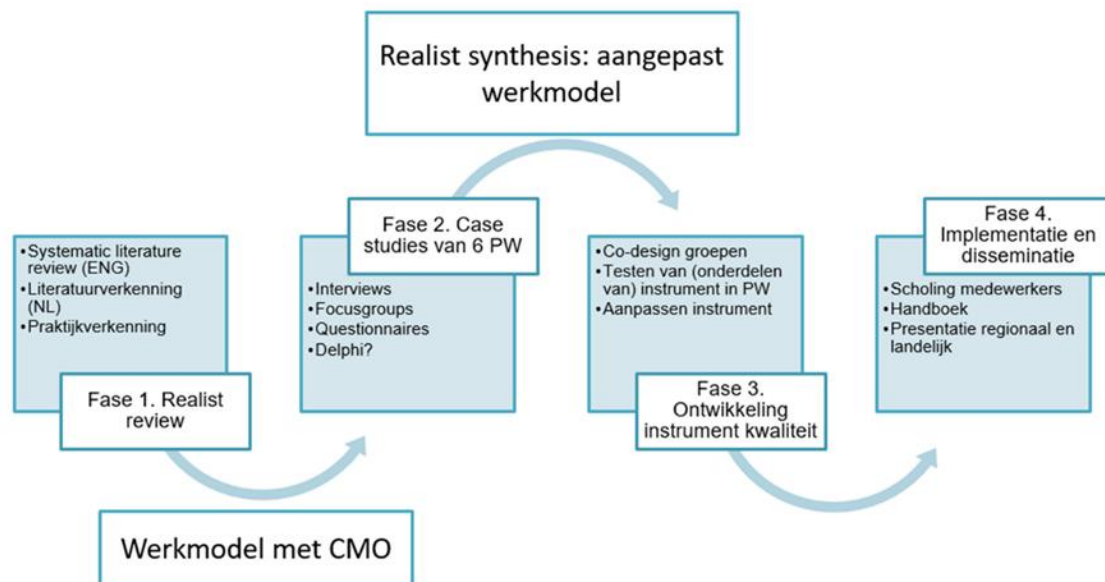 Realist synthesis: aangepast
werkmodel
•Systematic literature
review (ENG)
•Literatuurverkenning
(NL)
•Praktijkverkenning
Fase 1. Realist
review
Werkmodel met CMO
Fase 2. Case
studies van 6 PW
•Interviews
•Focusgroups
•Questionnaires
•Delphi?
•Co-design groepen
•Testen van (onderdelen
van) instrument in PW
•Aanpassen instrument
Fase 3.
Ontwikkeling
instrument kwaliteit
Fase 4.
Implementatie en
disseminatie
•Scholing medewerkers
•Handboek
•Presentatie regionaal en
landelijk